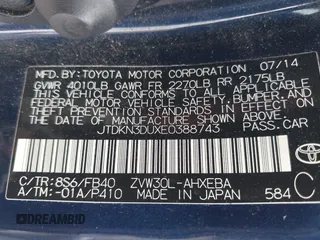 MFD. BY: TOYOTA MOTOR CORPORATION 07/14
GVWR 4010LB GAWR FR 2270LB RR 2175LB
THIS VEHICLE CONFORMS TO ALL APPLICABLE
FEDERAL MOTOR VEHICLE SAFETY, BUMPER, AND
THEFT PREVENTION STANDARDS IN EFFECT ON
THE DATE OF MANUFACTURE SHOWN ABOVE.
JTDKN3DUXE0388743 PASS. CAR
C/TR:8S6/FB40 ZVW30L-AHXEBA
A/TM:-01A/P410 MADE IN JAPAN 584
C
TOYOTA
DREAMBID